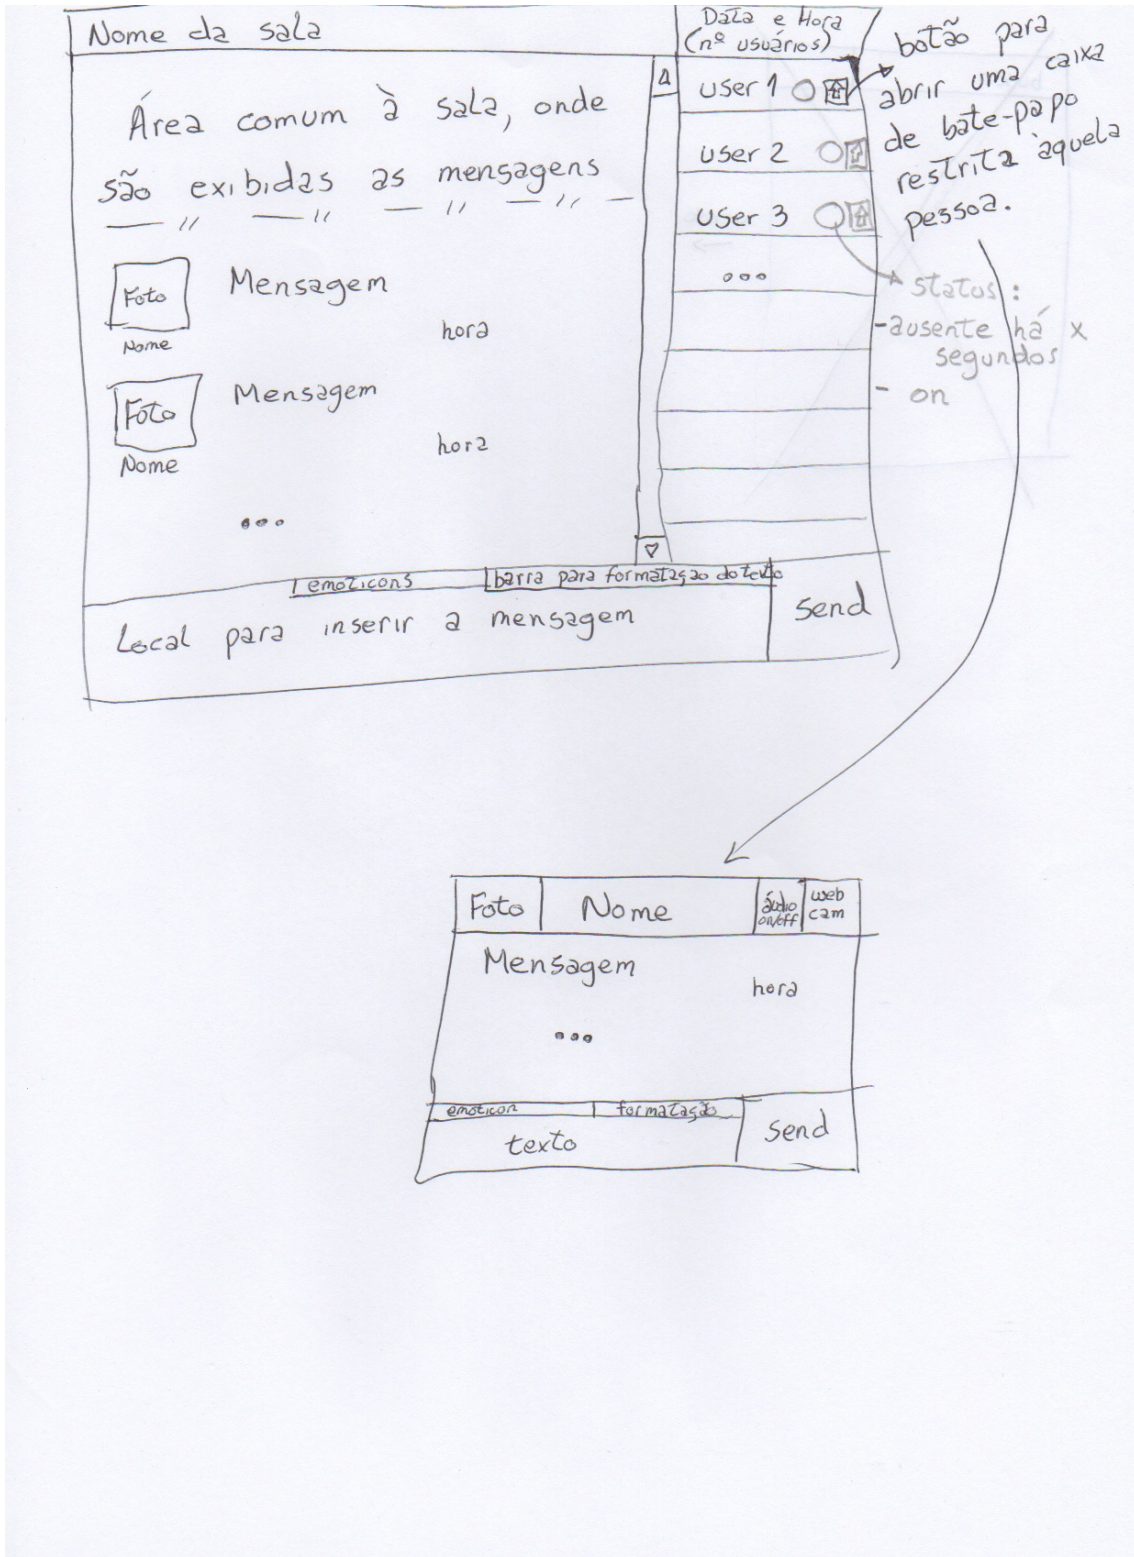 Nome da sala
Data e Hora
(nº usuários)
Área comum à sala, onde
são exibidas as mensagens
— // — // — // — // —
user 1
user 2
user 3
...
botão para
abrir uma caixa
de bate-papo
restrita àquela
pessoa.
status:
-ausente há x
segundos
- on
Foto
Nome
Mensagem
hora
Foto
Nome
Mensagem
hora
...
emoticons
barra para formatação do texto
Local para inserir a mensagem
Send
Foto
Nome
áudio
on/off
web
cam
Mensagem
hora
...
emoticon
formatação
texto
Send